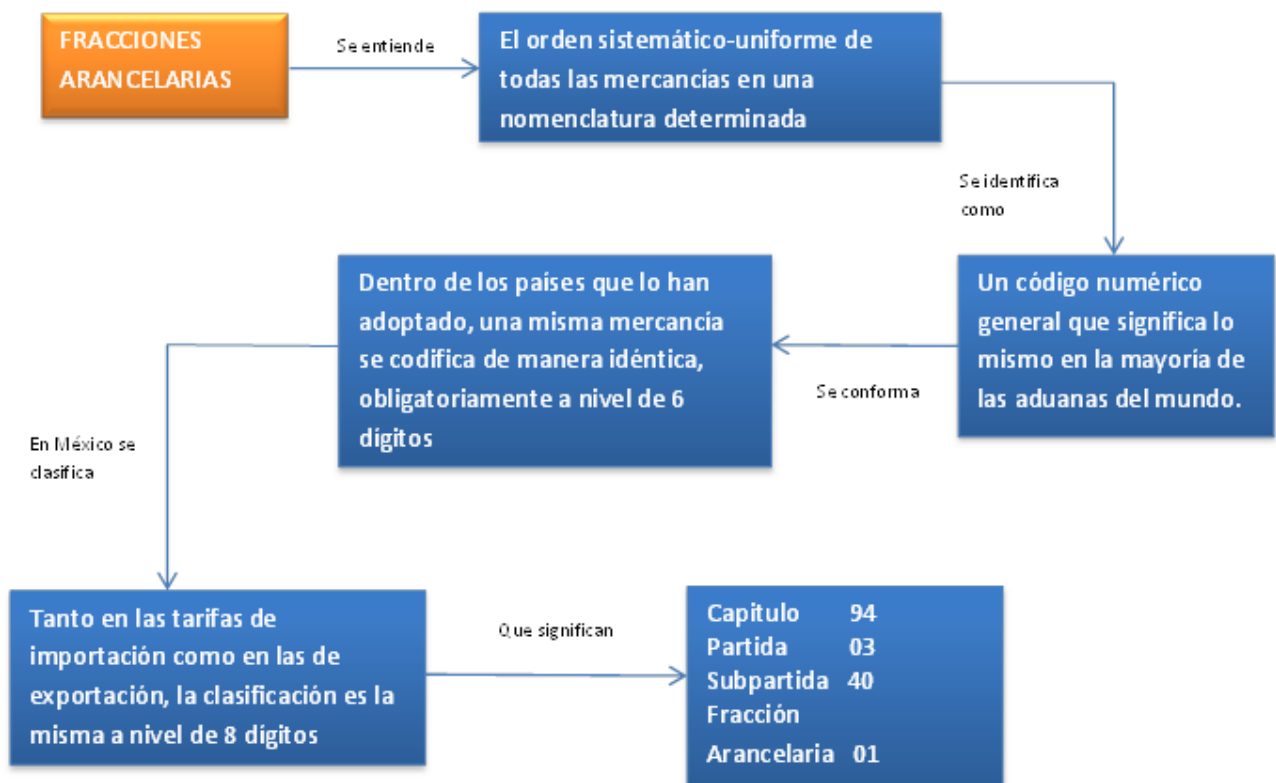 FRACCIONES
ARANCELARIAS
Se entiende
El orden sistemático-uniforme de
todas las mercancías en una
nomenclatura determinada
Se identifica
como
Un código numérico
general que significa lo
mismo en la mayoría de
las aduanas del mundo.
Se conforma
Dentro de los países que lo han
adoptado, una misma mercancía
se codifica de manera idéntica,
obligatoriamente a nivel de 6
dígitos
En México se
clasifica
Tanto en las tarifas de
importación como en las de
exportación, la clasificación es la
misma a nivel de 8 dígitos
Que significan
Capitulo 94
Partida 03
Subpartida 40
Fracción
Arancelaria 01